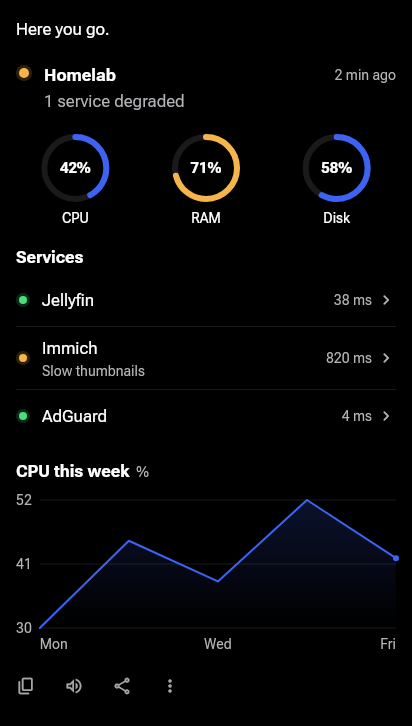 Here you go.
Homelab 2 min ago
1 service degraded
42% 71% 58%
CPU RAM Disk
Services
Jellyfin 38 ms
Immich 820 ms
Slow thumbnails
AdGuard 4 ms
CPU this week %
52
41
30
Mon Wed Fri